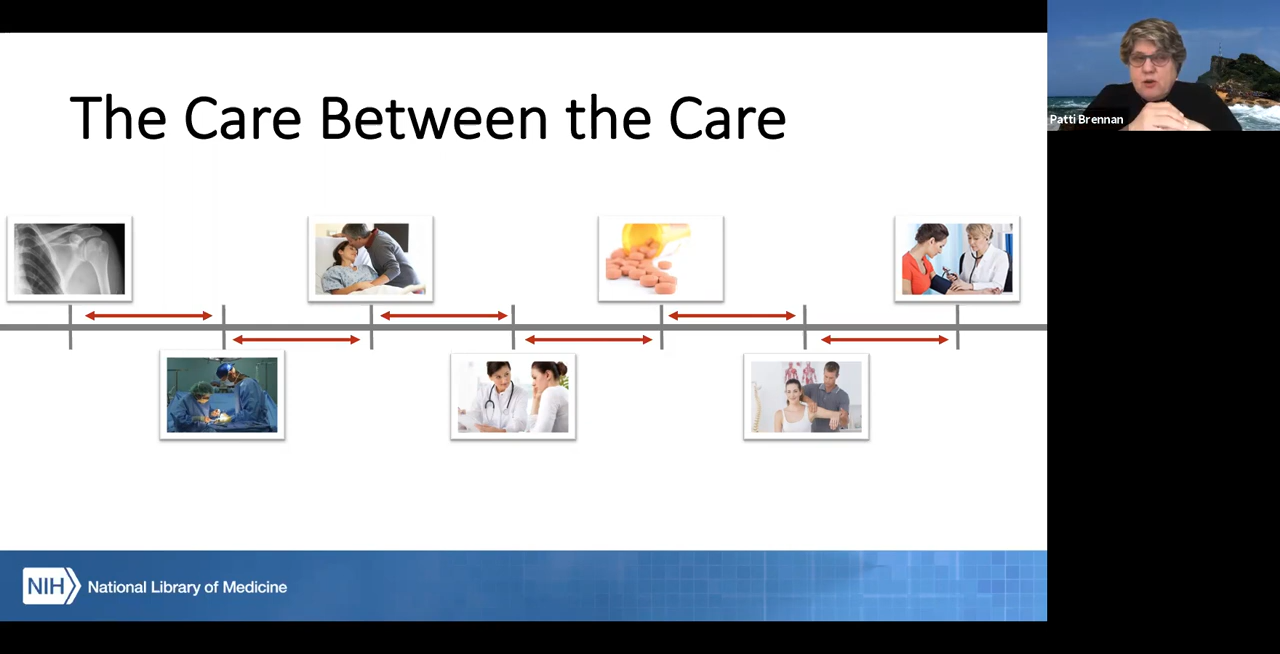 The Care Between the Care
Patti Brennan
NIH National Library of Medicine